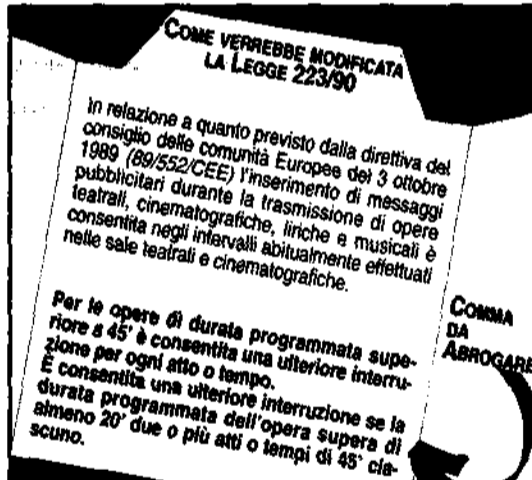 COME VERREBBE MODIFICATA
LA LEGGE 223/90
In relazione a quanto previsto dalla direttiva del
consiglio delle comunità Europee del 3 ottobre
1989 (89/552/CEE) l'inserimento di messaggi
pubblicitari durante la trasmissione di opere
teatrali, cinematografiche, liriche e musicali è
consentita negli intervalli abitualmente effettuati
nelle sale teatrali e cinematografiche.
Per le opere di durata programmata supe-
riore a 45' è consentita una ulteriore interru-
zione per ogni atto o tempo.
È consentita una ulteriore interruzione se la
durata programmata dell'opera supera di
almeno 20' due o più atti o tempi di 45' cia-
scuno.
COMMA
DA
ABROGARE